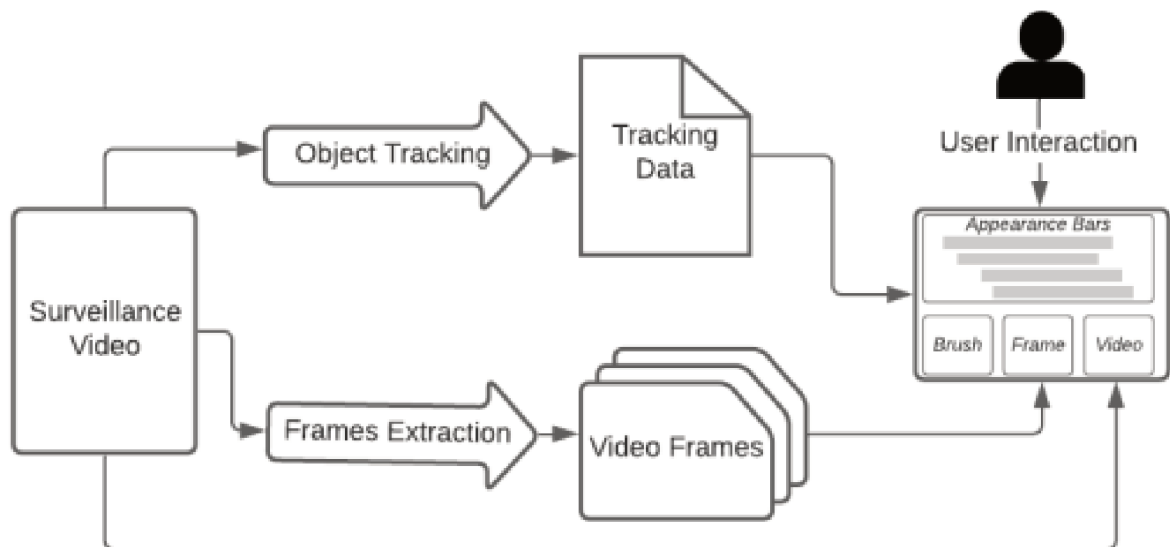 Object Tracking
Tracking
Data
User Interaction
Appearance Bars
Surveillance
Video
Brush
Frame
Video
Frames Extraction
Video Frames